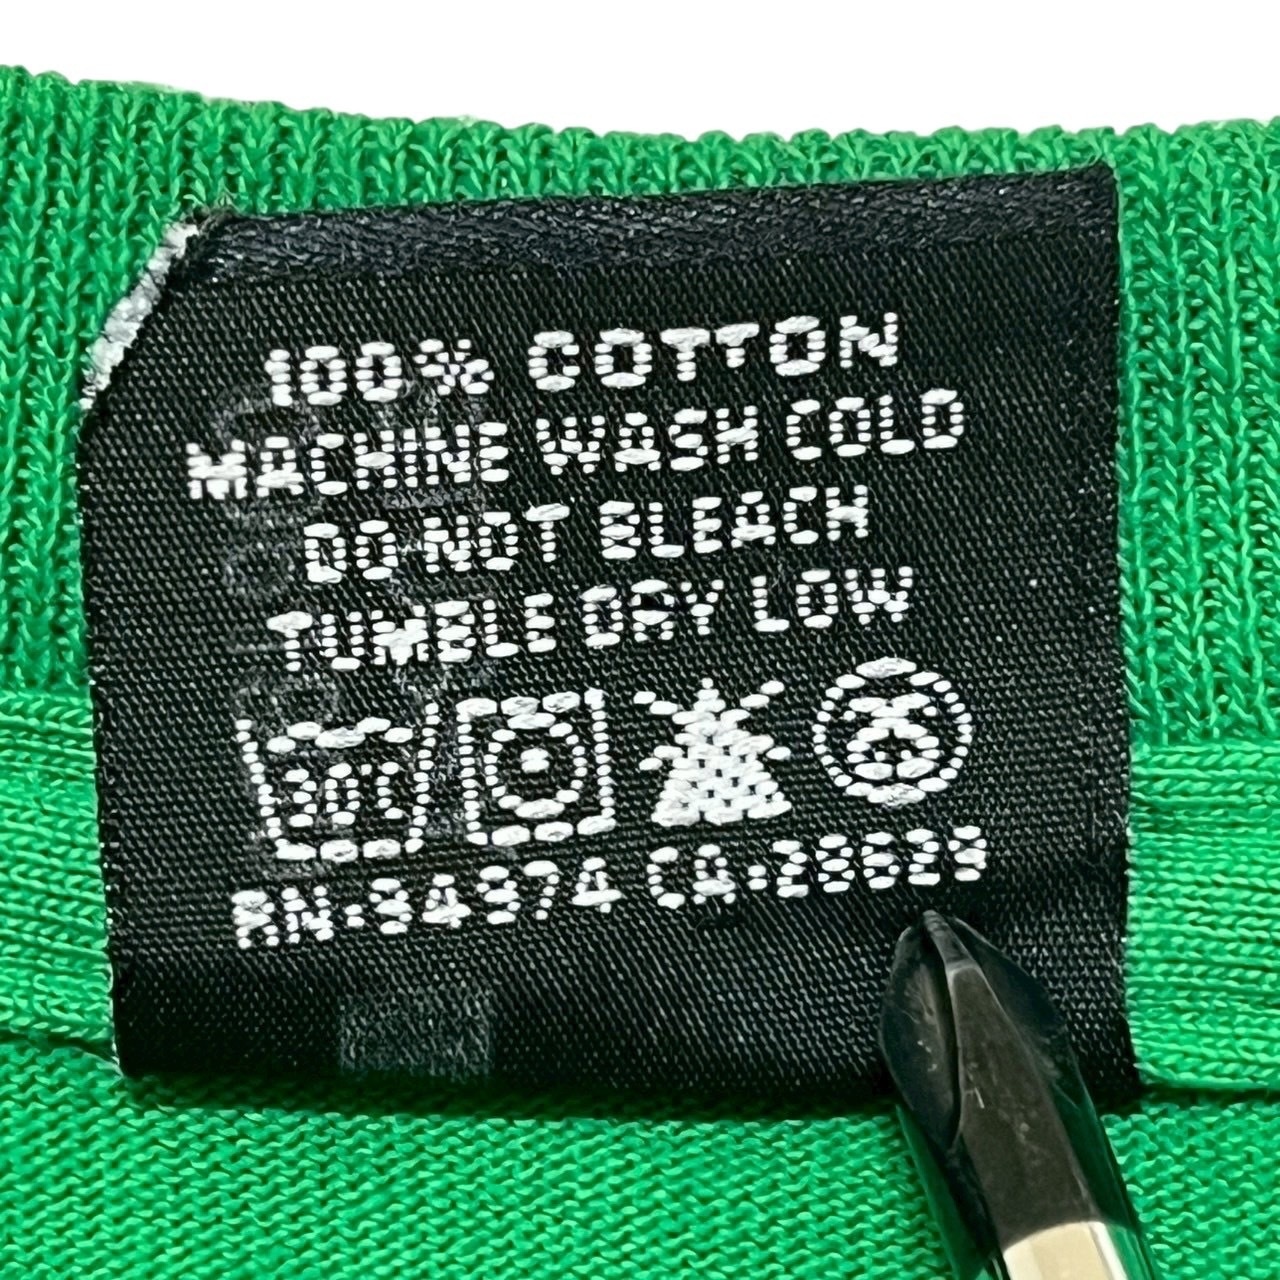 100% COTTON
MACHINE WASH COLD
DO NOT BLEACH
TUMBLE DRY LOW
30°C
RN-94974 CA-28629